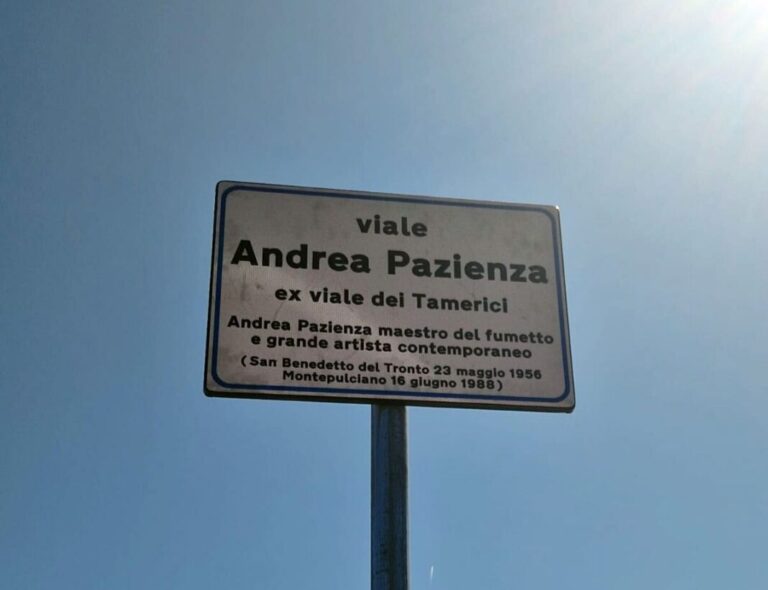 viale
Andrea Pazienza
ex viale dei Tamerici
Andrea Pazienza maestro del fumetto
e grande artista contemporaneo
(San Benedetto del Tronto 23 maggio 1956
Montepulciano 16 giugno 1988)